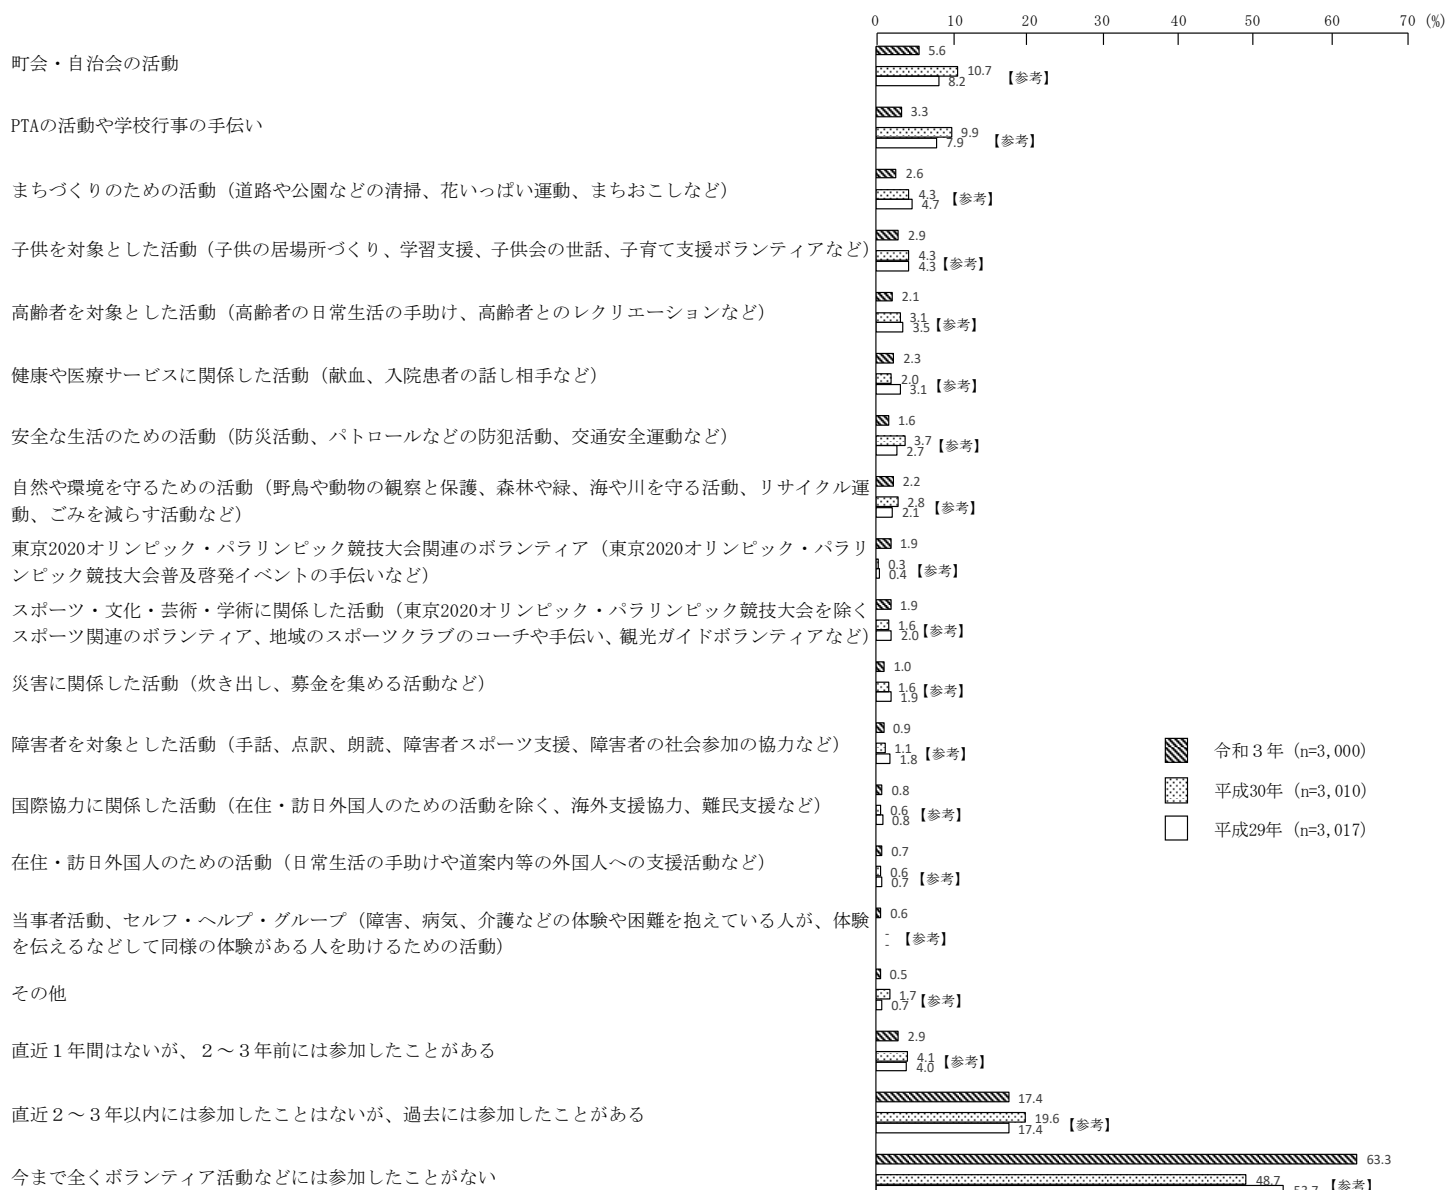 0 10 20 30 40 50 60 70 (%)
町会・自治会の活動
5.6
10.7
8.2
【参考】
PTAの活動や学校行事の手伝い
3.3
9.9
7.9
【参考】
まちづくりのための活動（道路や公園などの清掃、花いっぱい運動、まちおこしなど）
2.6
4.3
4.7
【参考】
子供を対象とした活動（子供の居場所づくり、学習支援、子供会の世話、子育て支援ボランティアなど）
2.9
4.3
4.3
【参考】
高齢者を対象とした活動（高齢者の日常生活の手助け、高齢者とのレクリエーションなど）
2.1
3.1
3.5
【参考】
健康や医療サービスに関係した活動（献血、入院患者の話し相手など）
2.3
2.0
3.1
【参考】
安全な生活のための活動（防災活動、パトロールなどの防犯活動、交通安全運動など）
1.6
3.7
2.7
【参考】
自然や環境を守るための活動（野鳥や動物の観察と保護、森林や緑、海や川を守る活動、リサイクル運
動、ごみを減らす活動など）
2.2
2.8
2.1
【参考】
東京2020オリンピック・パラリンピック競技大会関連のボランティア（東京2020オリンピック・パラリ
ンピック競技大会普及啓発イベントの手伝いなど）
1.9
0.3
0.4
【参考】
スポーツ・文化・芸術・学術に関係した活動（東京2020オリンピック・パラリンピック競技大会を除く
スポーツ関連のボランティア、地域のスポーツクラブのコーチや手伝い、観光ガイドボランティアなど）
1.9
1.6
2.0
【参考】
災害に関係した活動（炊き出し、募金を集める活動など）
1.0
1.6
1.9
【参考】
障害者を対象とした活動（手話、点訳、朗読、障害者スポーツ支援、障害者の社会参加の協力など）
0.9
1.1
1.8
【参考】
国際協力に関係した活動（在住・訪日外国人のための活動を除く、海外支援協力、難民支援など）
0.8
0.6
0.8
【参考】
在住・訪日外国人のための活動（日常生活の手助けや道案内等の外国人への支援活動など）
0.7
0.6
0.7
【参考】
当事者活動、セルフ・ヘルプ・グループ（障害、病気、介護などの体験や困難を抱えている人が、体験
を伝えるなどして同様の体験がある人を助けるための活動）
0.6
-
-
【参考】
その他
0.5
1.7
0.7
【参考】
直近１年間はないが、２～３年前には参加したことがある
2.9
4.1
4.0
【参考】
直近２～３年以内には参加したことはないが、過去には参加したことがある
17.4
19.6
17.4
【参考】
今まで全くボランティア活動などには参加したことがない
63.3
48.7
53.7
【参考】
令和３年（n=3,000）
平成30年（n=3,010）
平成29年（n=3,017）